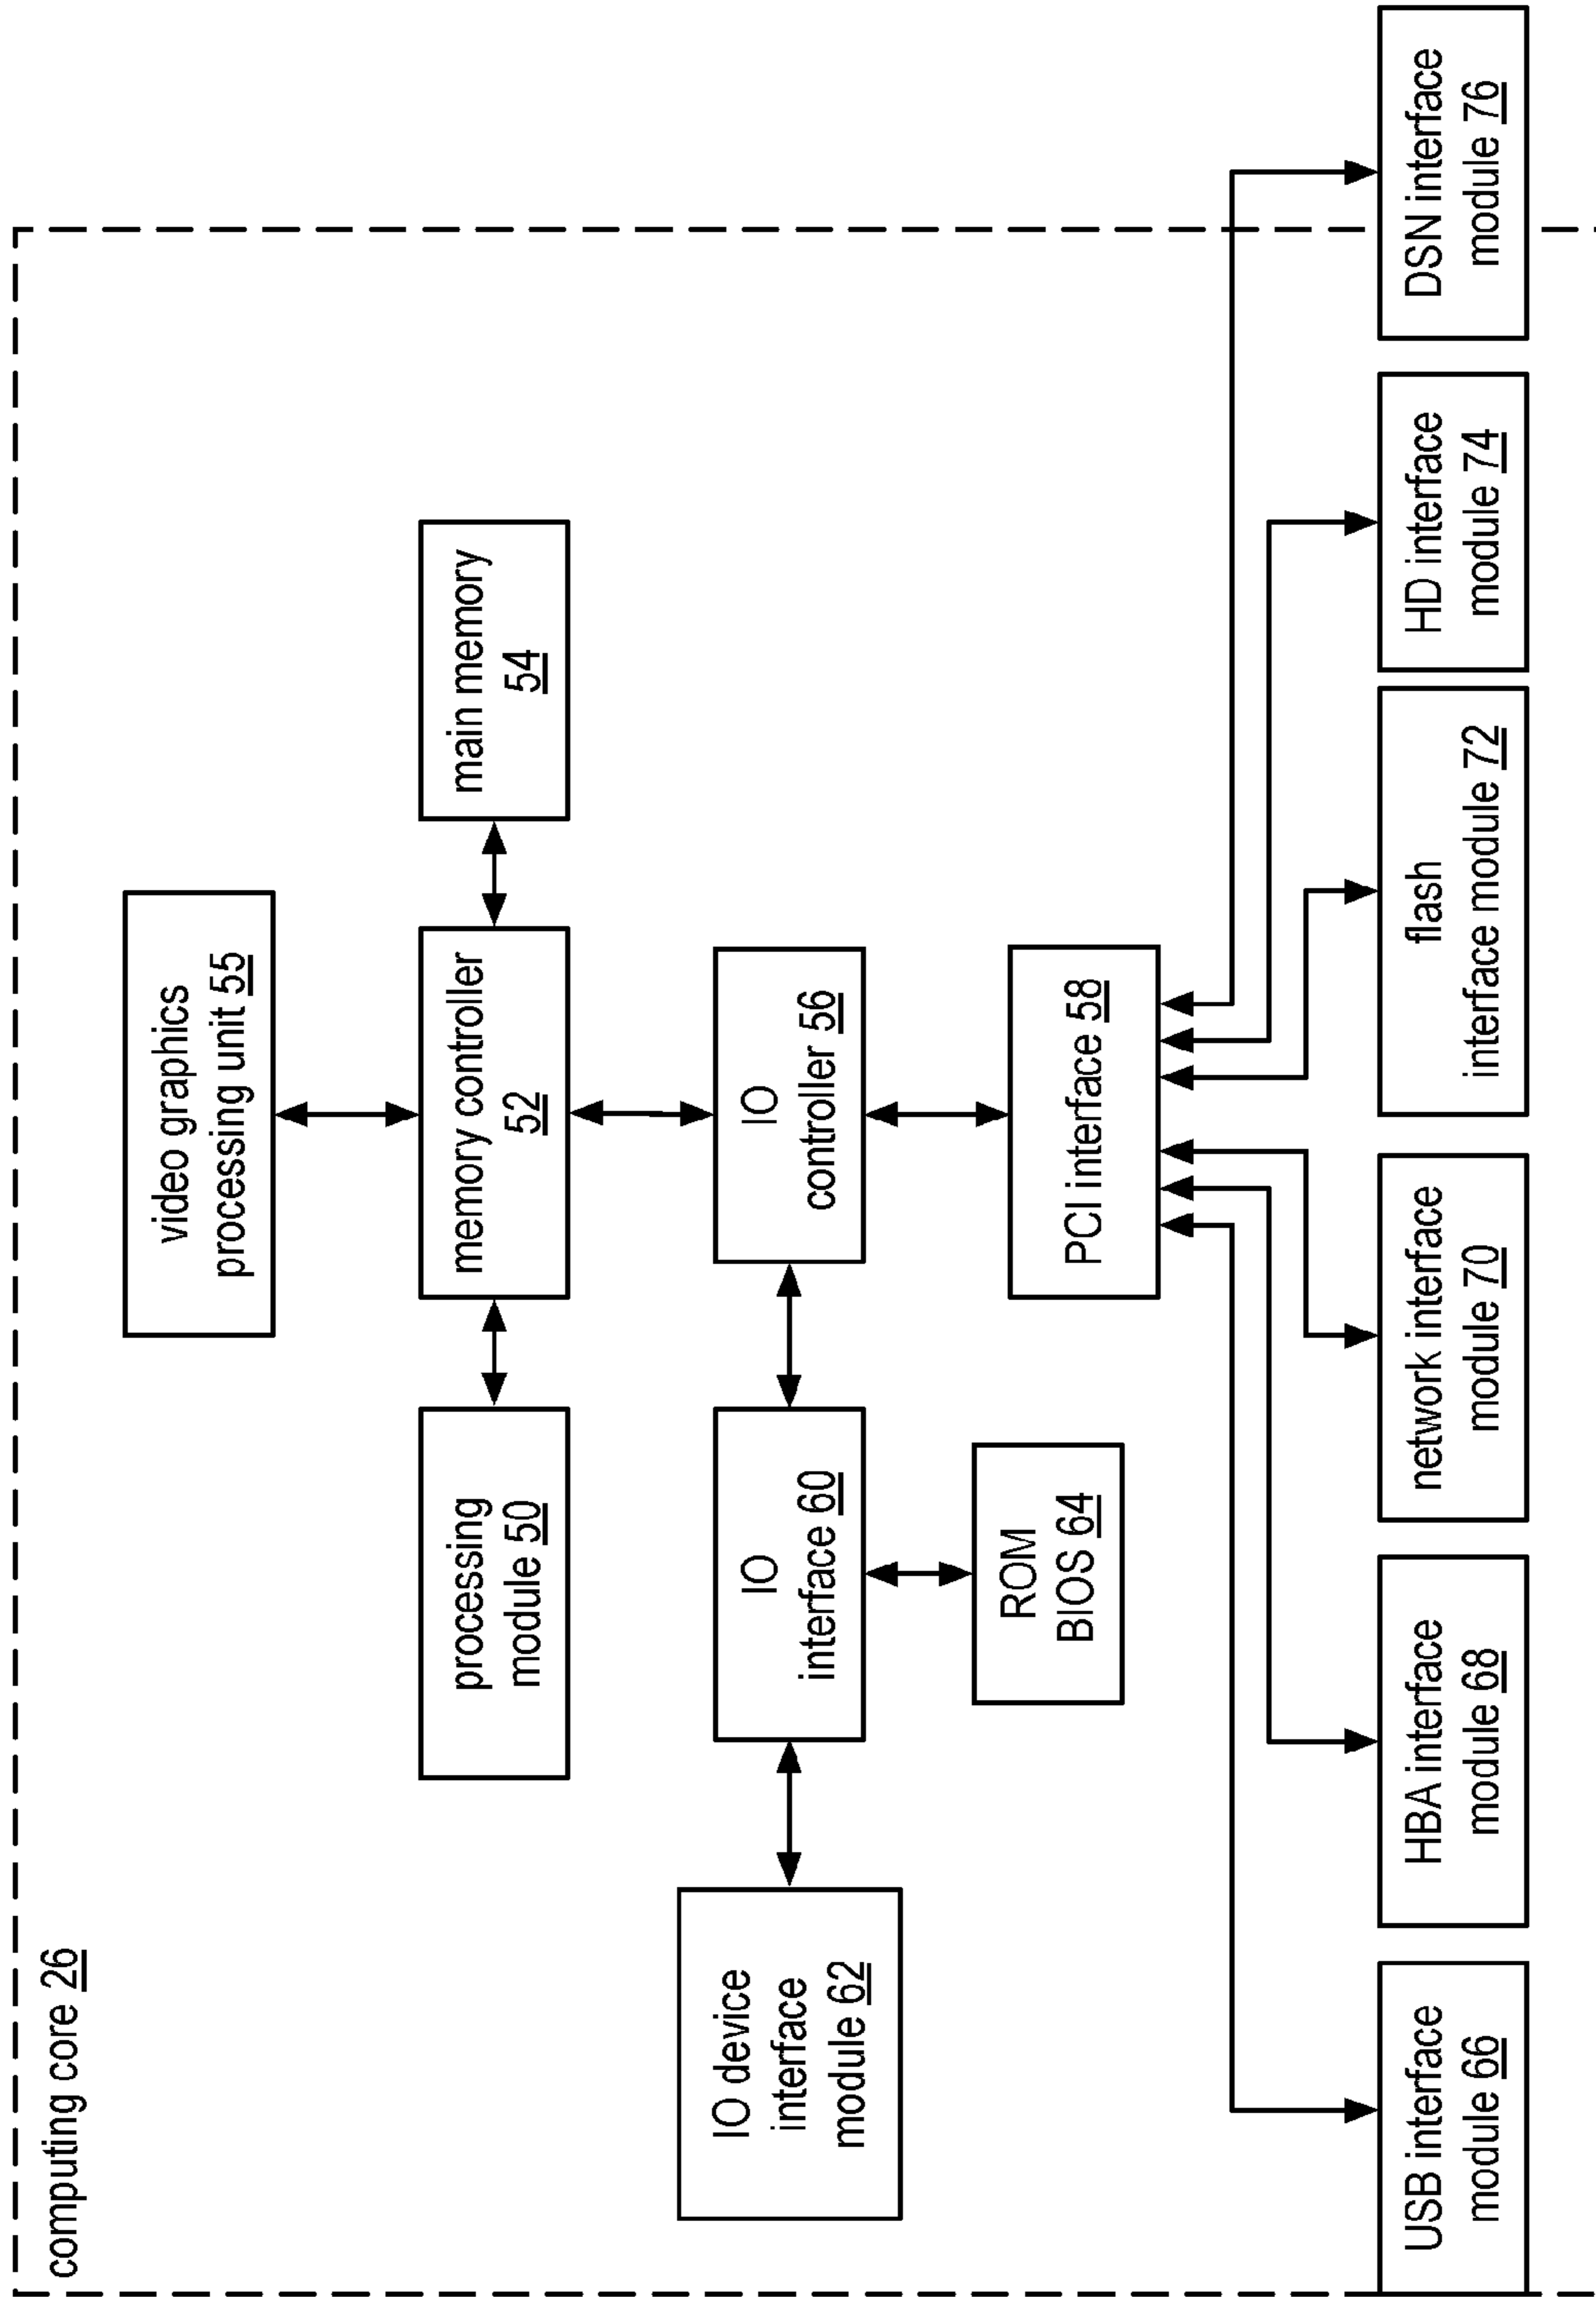 computing core 26
video graphics
processing unit 55
processing
module 50
memory controller
52
main memory
54
IO device
interface
module 62
IO
interface 60
IO
controller 56
ROM
BIOS 64
PCI interface 58
USB interface
module 66
HBA interface
module 68
network interface
module 70
flash
interface module 72
HD interface
module 74
DSN interface
module 76